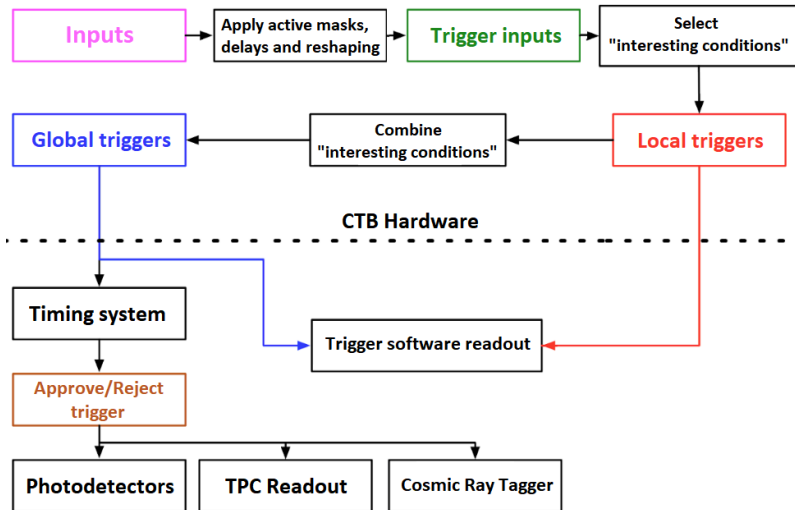 Inputs
Apply active masks,
delays and reshaping
Trigger inputs
Select
"interesting conditions"
Global triggers
Combine
"interesting conditions"
Local triggers
CTB Hardware
Timing system
Trigger software readout
Approve/Reject
trigger
Photodetectors
TPC Readout
Cosmic Ray Tagger